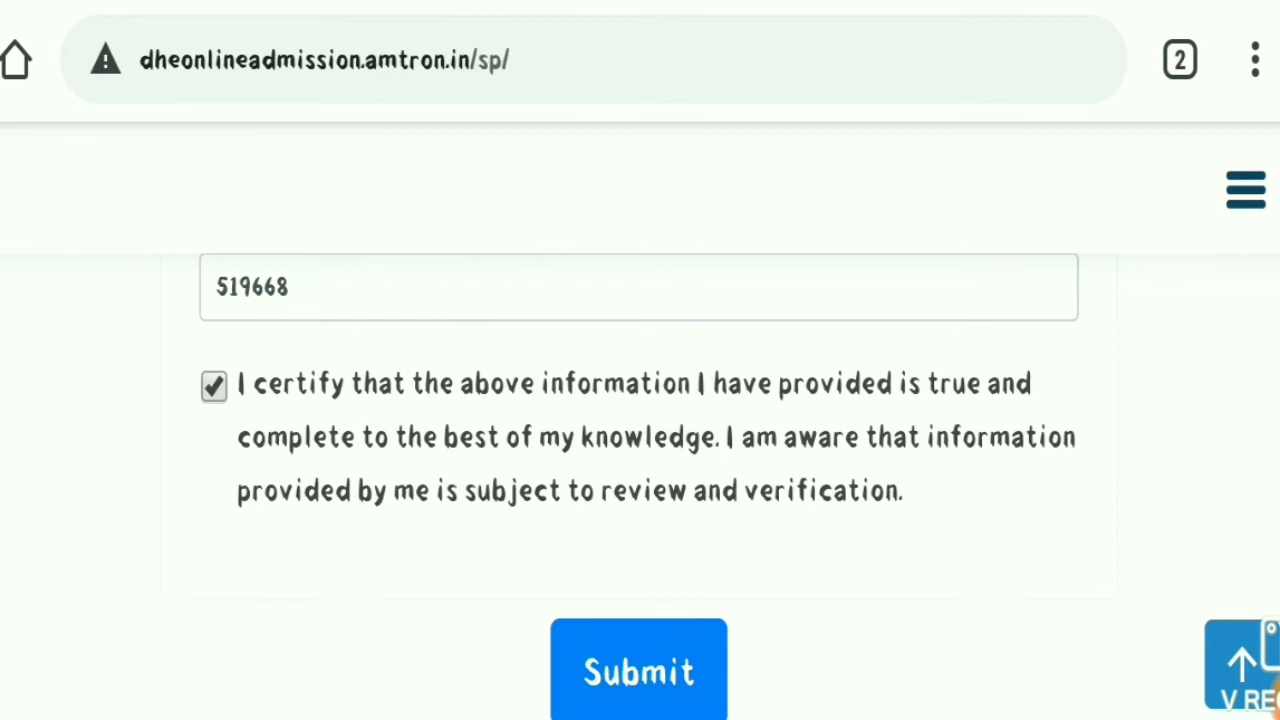 dheonlineadmission.amtron.in/sp/
2
519668
I certify that the above information I have provided is true and
complete to the best of my knowledge. I am aware that information
provided by me is subject to review and verification.
Submit
V REC